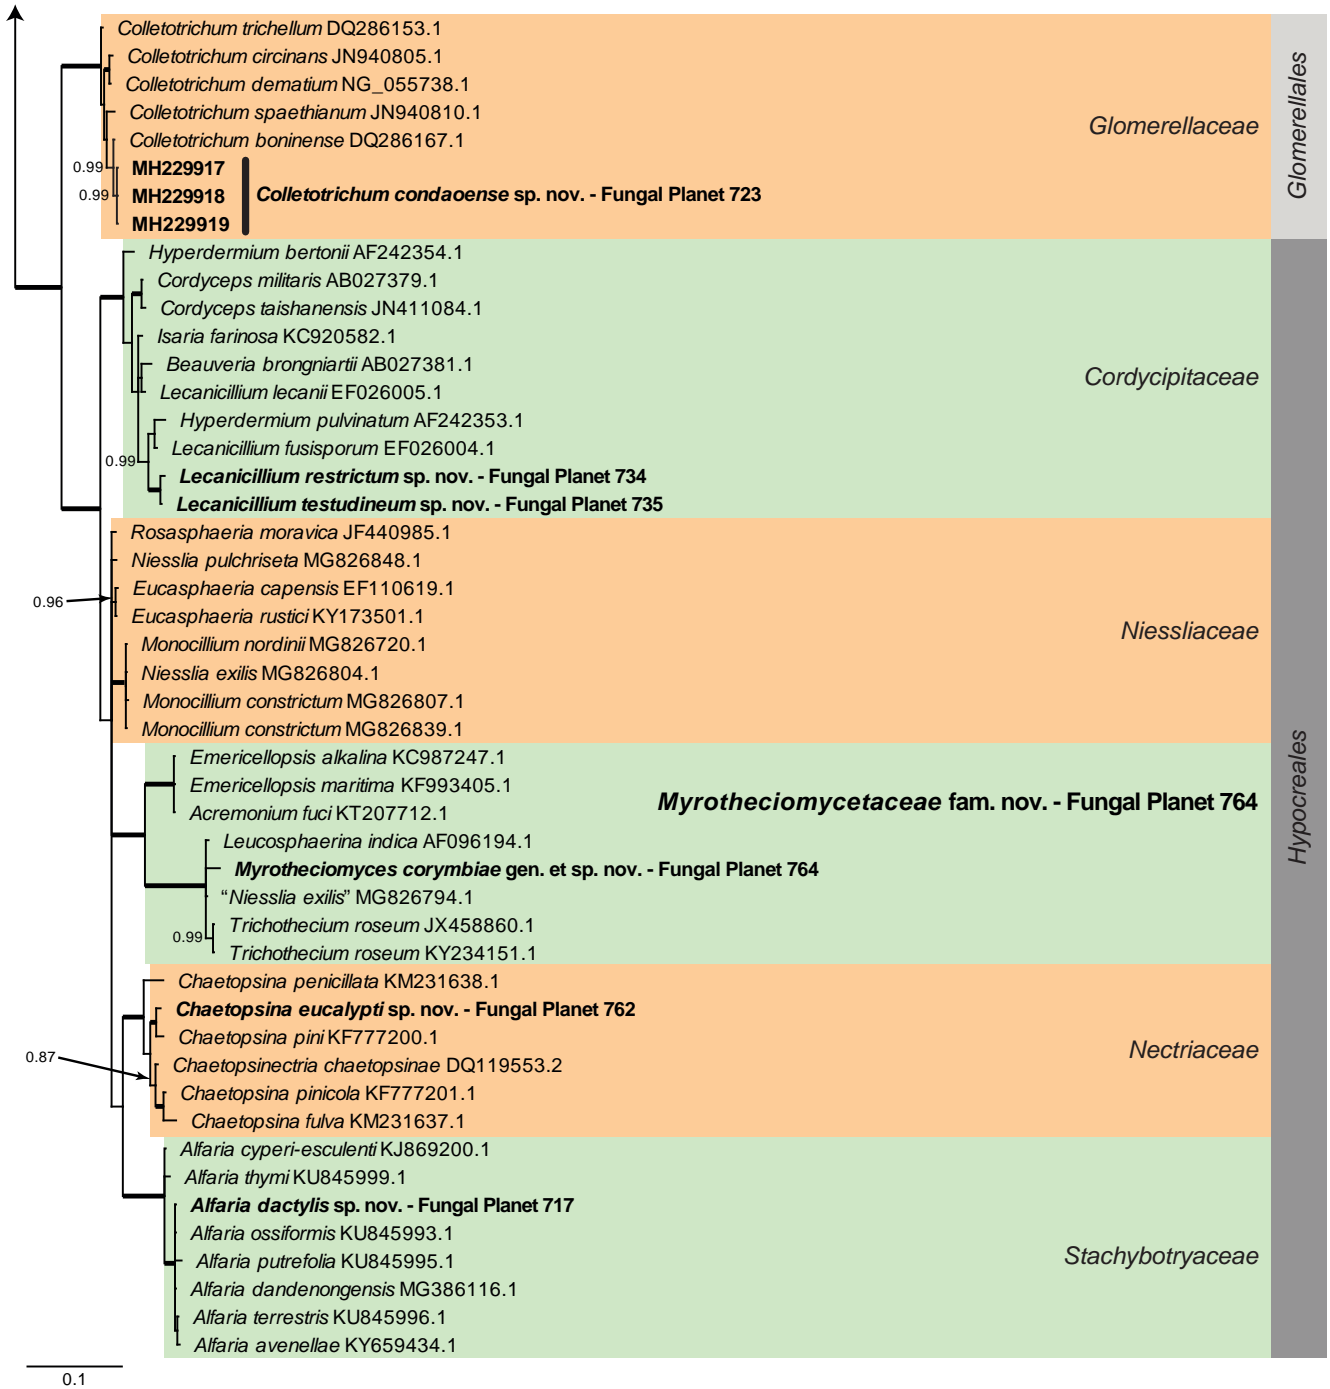 Colletotrichum trichellum DQ286153.1
Colletotrichum circinans JN940805.1
Colletotrichum dematium NG_055738.1
Colletotrichum spaethianum JN940810.1
Colletotrichum boninense DQ286167.1
Glomerellaceae
Glomerellales
0.99
MH229917
0.99
MH229918
Colletotrichum condaoense sp. nov. - Fungal Planet 723
MH229919
Hyperdermium bertonii AF242354.1
Cordyceps militaris AB027379.1
Cordyceps taishanensis JN411084.1
Isaria farinosa KC920582.1
Beauveria brongniartii AB027381.1
Cordycipitaceae
Lecanicillium lecanii EF026005.1
Hyperdermium pulvinatum AF242353.1
Lecanicillium fusisporum EF026004.1
0.99
Lecanicillium restrictum sp. nov. - Fungal Planet 734
Lecanicillium testudineum sp. nov. - Fungal Planet 735
Rosasphaeria moravica JF440985.1
Niesslia pulchriseta MG826848.1
Eucasphaeria capensis EF110619.1
0.96
Eucasphaeria rustici KY173501.1
Niessliaceae
Monocillium nordinii MG826720.1
Niesslia exilis MG826804.1
Monocillium constrictum MG826807.1
Monocillium constrictum MG826839.1
Hypocreales
Emericellopsis alkalina KC987247.1
Emericellopsis maritima KF993405.1
Myrotheciomycetaceae fam. nov. - Fungal Planet 764
Acremonium fuci KT207712.1
Leucosphaerina indica AF096194.1
Myrotheciomyces corymbiae gen. et sp. nov. - Fungal Planet 764
“Niesslia exilis” MG826794.1
Trichothecium roseum JX458860.1
0.99
Trichothecium roseum KY234151.1
Chaetopsina penicillata KM231638.1
Chaetopsina eucalypti sp. nov. - Fungal Planet 762
Chaetopsina pini KF777200.1
Nectriaceae
0.87
Chaetopsinectria chaetopsinae DQ119553.2
Chaetopsina pinicola KF777201.1
Chaetopsina fulva KM231637.1
Alfaria cyperi-esculenti KJ869200.1
Alfaria thymi KU845999.1
Alfaria dactylis sp. nov. - Fungal Planet 717
Alfaria ossiformis KU845993.1
Stachybotryaceae
Alfaria putrefolia KU845995.1
Alfaria dandenongensis MG386116.1
Alfaria terrestris KU845996.1
Alfaria avenellae KY659434.1
0.1